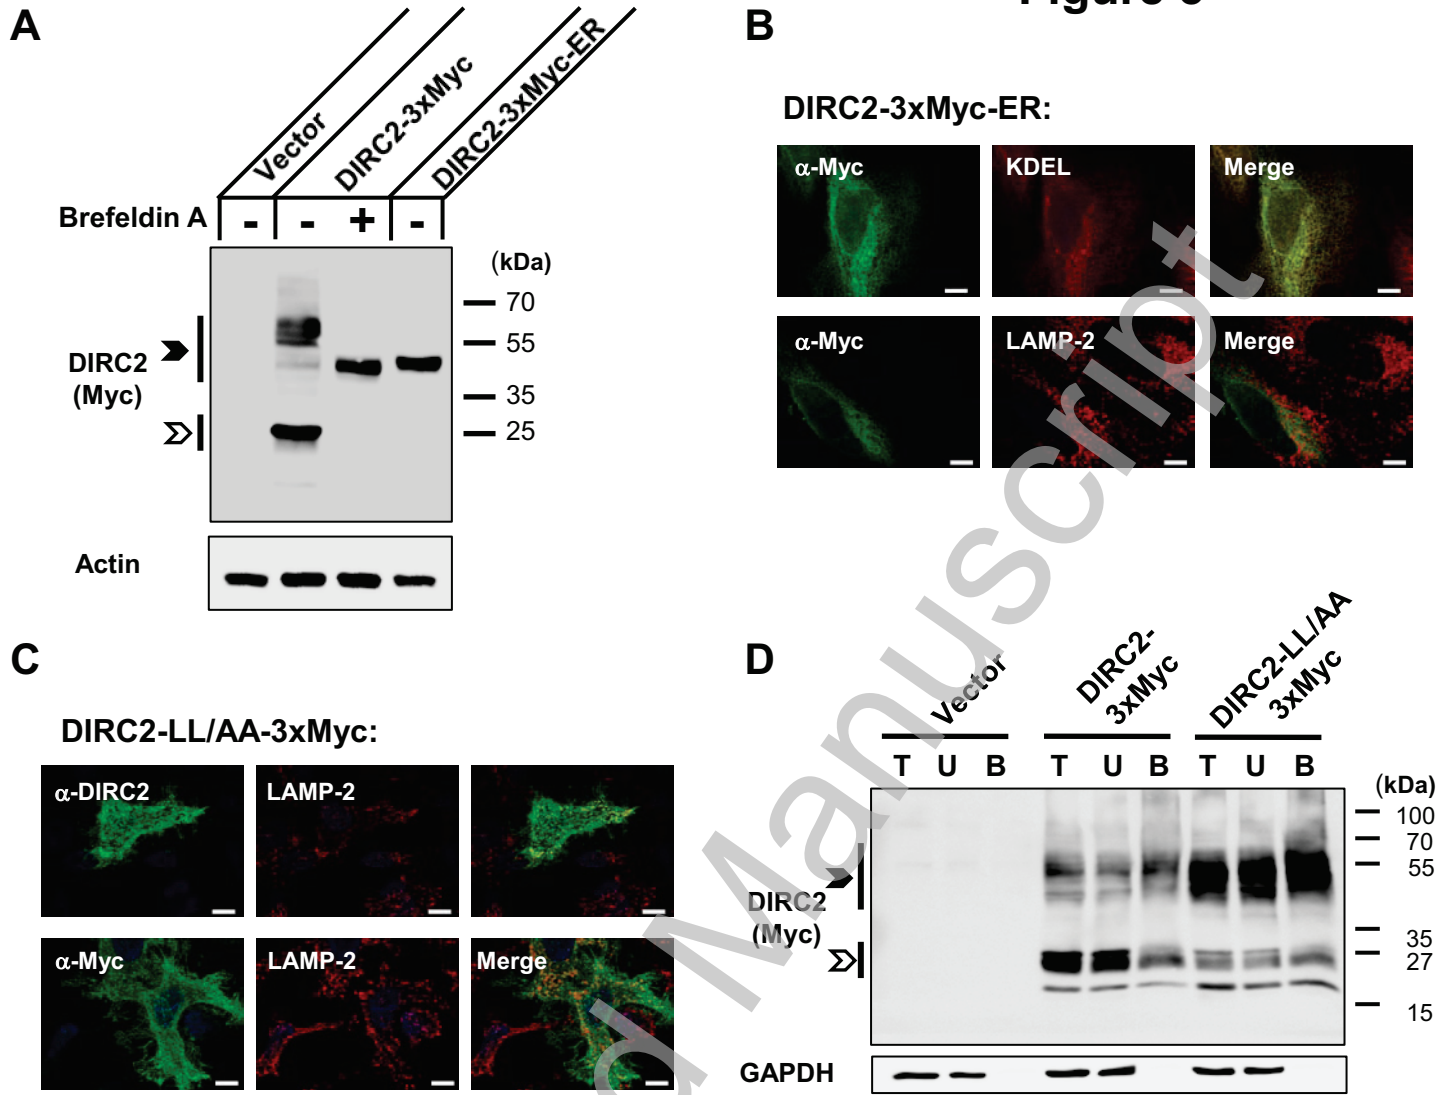 A
Vector
DIRC2-3xMyc
DIRC2-3xMyc-ER
Brefeldin A
- - + -
(kDa)
70
55
35
25
DIRC2
(Myc)
Actin
B
DIRC2-3xMyc-ER:
α-Myc KDEL Merge
α-Myc LAMP-2 Merge
C
DIRC2-LL/AA-3xMyc:
α-DIRC2 LAMP-2
α-Myc LAMP-2 Merge
D
Vector
DIRC2-
3xMyc
DIRC2-LL/AA
3xMyc
T U B T U B T U B
(kDa)
100
70
55
35
27
15
DIRC2
(Myc)
GAPDH
Manuscript